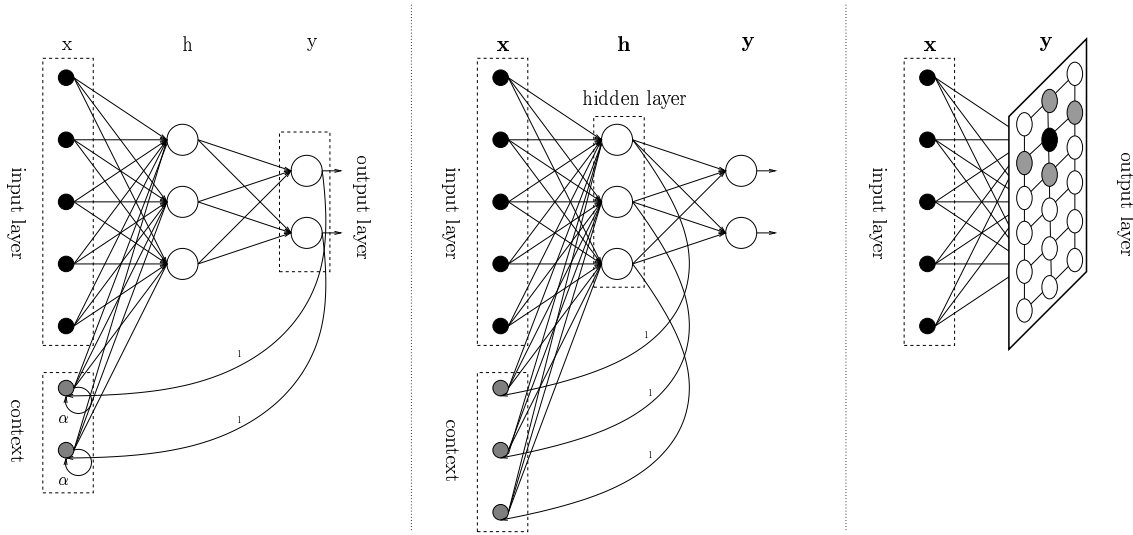 x h y
input layer
output layer
context
1
1
α
α
x h y
hidden layer
input layer
context
1
1
1
x y
input layer
output layer